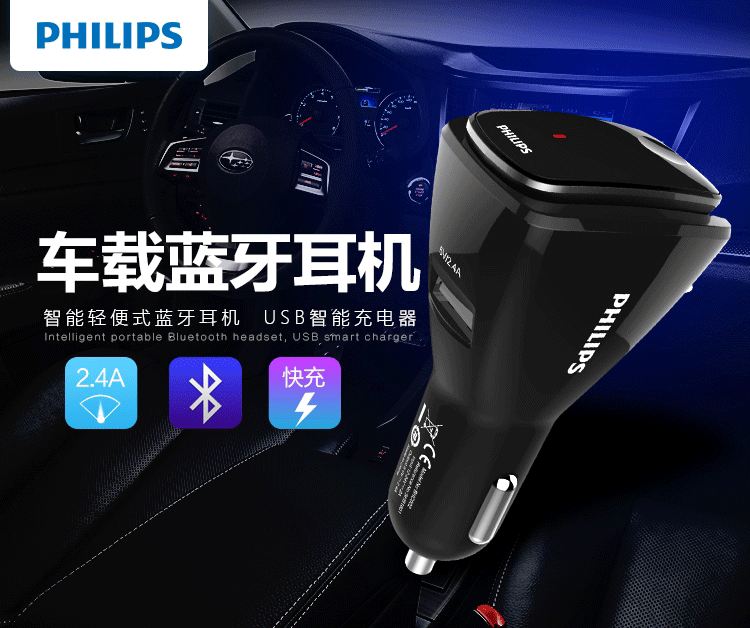 PHILIPS
PHILIPS
5V/2.4A
PHILIPS
车载蓝牙耳机
智能轻便式蓝牙耳机 USB智能充电器
Intelligent portable Bluetooth headset, USB smart charger
2.4A
快充
CE